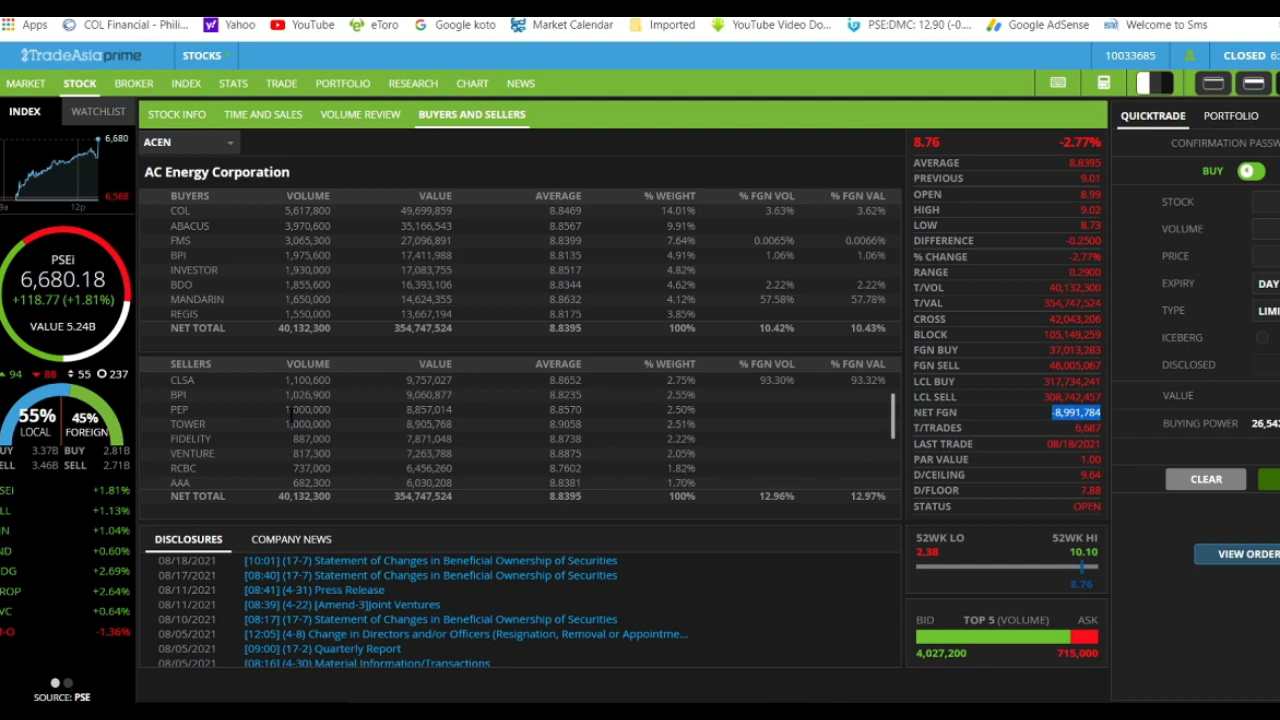 Apps COL Financial - Phili... Yahoo YouTube eToro Google koto Market Calendar Imported YouTube Video Do... PSE:DMC: 12.90 (-0.... Google AdSense Welcome to Sms
TradeAsiaprime STOCKS 10033685 CLOSED 6:
MARKET STOCK BROKER INDEX STATS TRADE PORTFOLIO RESEARCH CHART NEWS
INDEX WATCHLIST
6,680
6,568
9a 12p
PSEi
6,680.18
+118.77 (+1.81%)
VALUE 5.24B
94 88 55 237
55% LOCAL
45% FOREIGN
UY 3.37B BUY 2.81B
ELL 3.46B SELL 2.71B
SEI +1.81%
LL +1.13%
IN +1.04%
ND +0.60%
DG +2.69%
ROP +2.64%
VC +0.64%
M-O -1.36%
SOURCE: PSE
STOCK INFO TIME AND SALES VOLUME REVIEW BUYERS AND SELLERS
ACEN
AC Energy Corporation
BUYERS VOLUME VALUE AVERAGE % WEIGHT % FGN VOL % FGN VAL
COL 5,617,800 49,699,859 8.8469 14.01% 3.63% 3.62%
ABACUS 3,970,600 35,166,543 8.8567 9.91%
FMS 3,065,300 27,096,891 8.8399 7.64% 0.0065% 0.0066%
BPI 1,975,600 17,411,988 8.8135 4.91% 1.06% 1.06%
INVESTOR 1,930,000 17,083,755 8.8517 4.82%
BDO 1,855,600 16,393,106 8.8344 4.62% 2.22% 2.22%
MANDARIN 1,650,000 14,624,355 8.8632 4.12% 57.58% 57.78%
REGIS 1,550,000 13,667,194 8.8175 3.85%
NET TOTAL 40,132,300 354,747,524 8.8395 100% 10.42% 10.43%
SELLERS VOLUME VALUE AVERAGE % WEIGHT % FGN VOL % FGN VAL
CLSA 1,100,600 9,757,027 8.8652 2.75% 93.30% 93.32%
BPI 1,026,900 9,060,877 8.8235 2.55%
PEP 1,000,000 8,857,014 8.8570 2.50%
TOWER 1,000,000 8,905,768 8.9058 2.51%
FIDELITY 887,000 7,871,048 8.8738 2.22%
VENTURE 817,300 7,263,788 8.8875 2.05%
RCBC 737,000 6,456,260 8.7602 1.82%
AAA 682,300 6,030,208 8.8381 1.70%
NET TOTAL 40,132,300 354,747,524 8.8395 100% 12.96% 12.97%
DISCLOSURES COMPANY NEWS
08/18/2021 [10:01] (17-7) Statement of Changes in Beneficial Ownership of Securities
08/17/2021 [08:40] (17-7) Statement of Changes in Beneficial Ownership of Securities
08/11/2021 [08:41] (4-31) Press Release
08/11/2021 [08:39] (4-22) [Amend-3]Joint Ventures
08/10/2021 [08:17] (17-7) Statement of Changes in Beneficial Ownership of Securities
08/05/2021 [12:05] (4-8) Change in Directors and/or Officers (Resignation, Removal or Appointme...
08/05/2021 [09:00] (17-2) Quarterly Report
08/05/2021 [08:16] (4-30) Material Information/Transactions
8.76 -2.77%
AVERAGE 8.8395
PREVIOUS 9.01
OPEN 8.99
HIGH 9.02
LOW 8.73
DIFFERENCE -0.2500
% CHANGE -2.77%
RANGE 0.2900
T/VOL 40,132,300
T/VAL 354,747,524
CROSS 42,043,206
BLOCK 105,149,259
FGN BUY 37,013,283
FGN SELL 46,005,067
LCL BUY 317,734,241
LCL SELL 308,742,457
NET FGN -8,991,784
T/TRADES 6,687
LAST TRADE 08/18/2021
PAR VALUE 1.00
D/CEILING 9.64
D/FLOOR 7.88
STATUS OPEN
52WK LO 52WK HI
2.38 10.10
8.76
BID TOP 5 (VOLUME) ASK
4,027,200 715,000
QUICKTRADE PORTFOLIO
CONFIRMATION PASSW
BUY
STOCK
VOLUME
PRICE
EXPIRY DAY
TYPE LIMI
ICEBERG
DISCLOSED
VALUE
BUYING POWER 26,542
CLEAR
VIEW ORDER